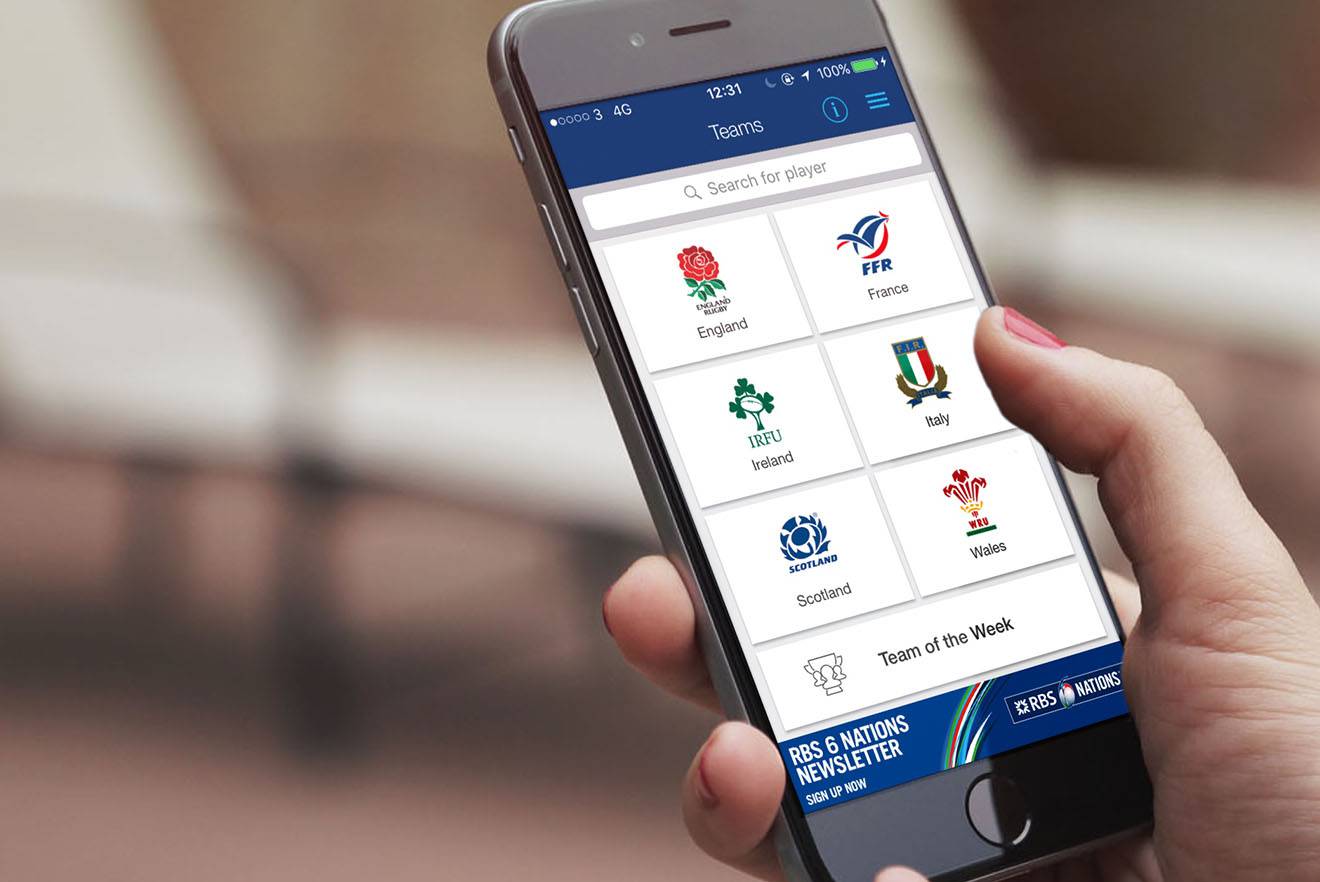 3 4G 12:31 100%
Teams
Search for player
ENGLAND
RUGBY
England
FFR
France
IRFU
Ireland
F.I.R.
Italy
SCOTLAND
Scotland
WRU
Wales
Team of the Week
RBS 6 NATIONS
NEWSLETTER
SIGN UP NOW
RBS NATIONS